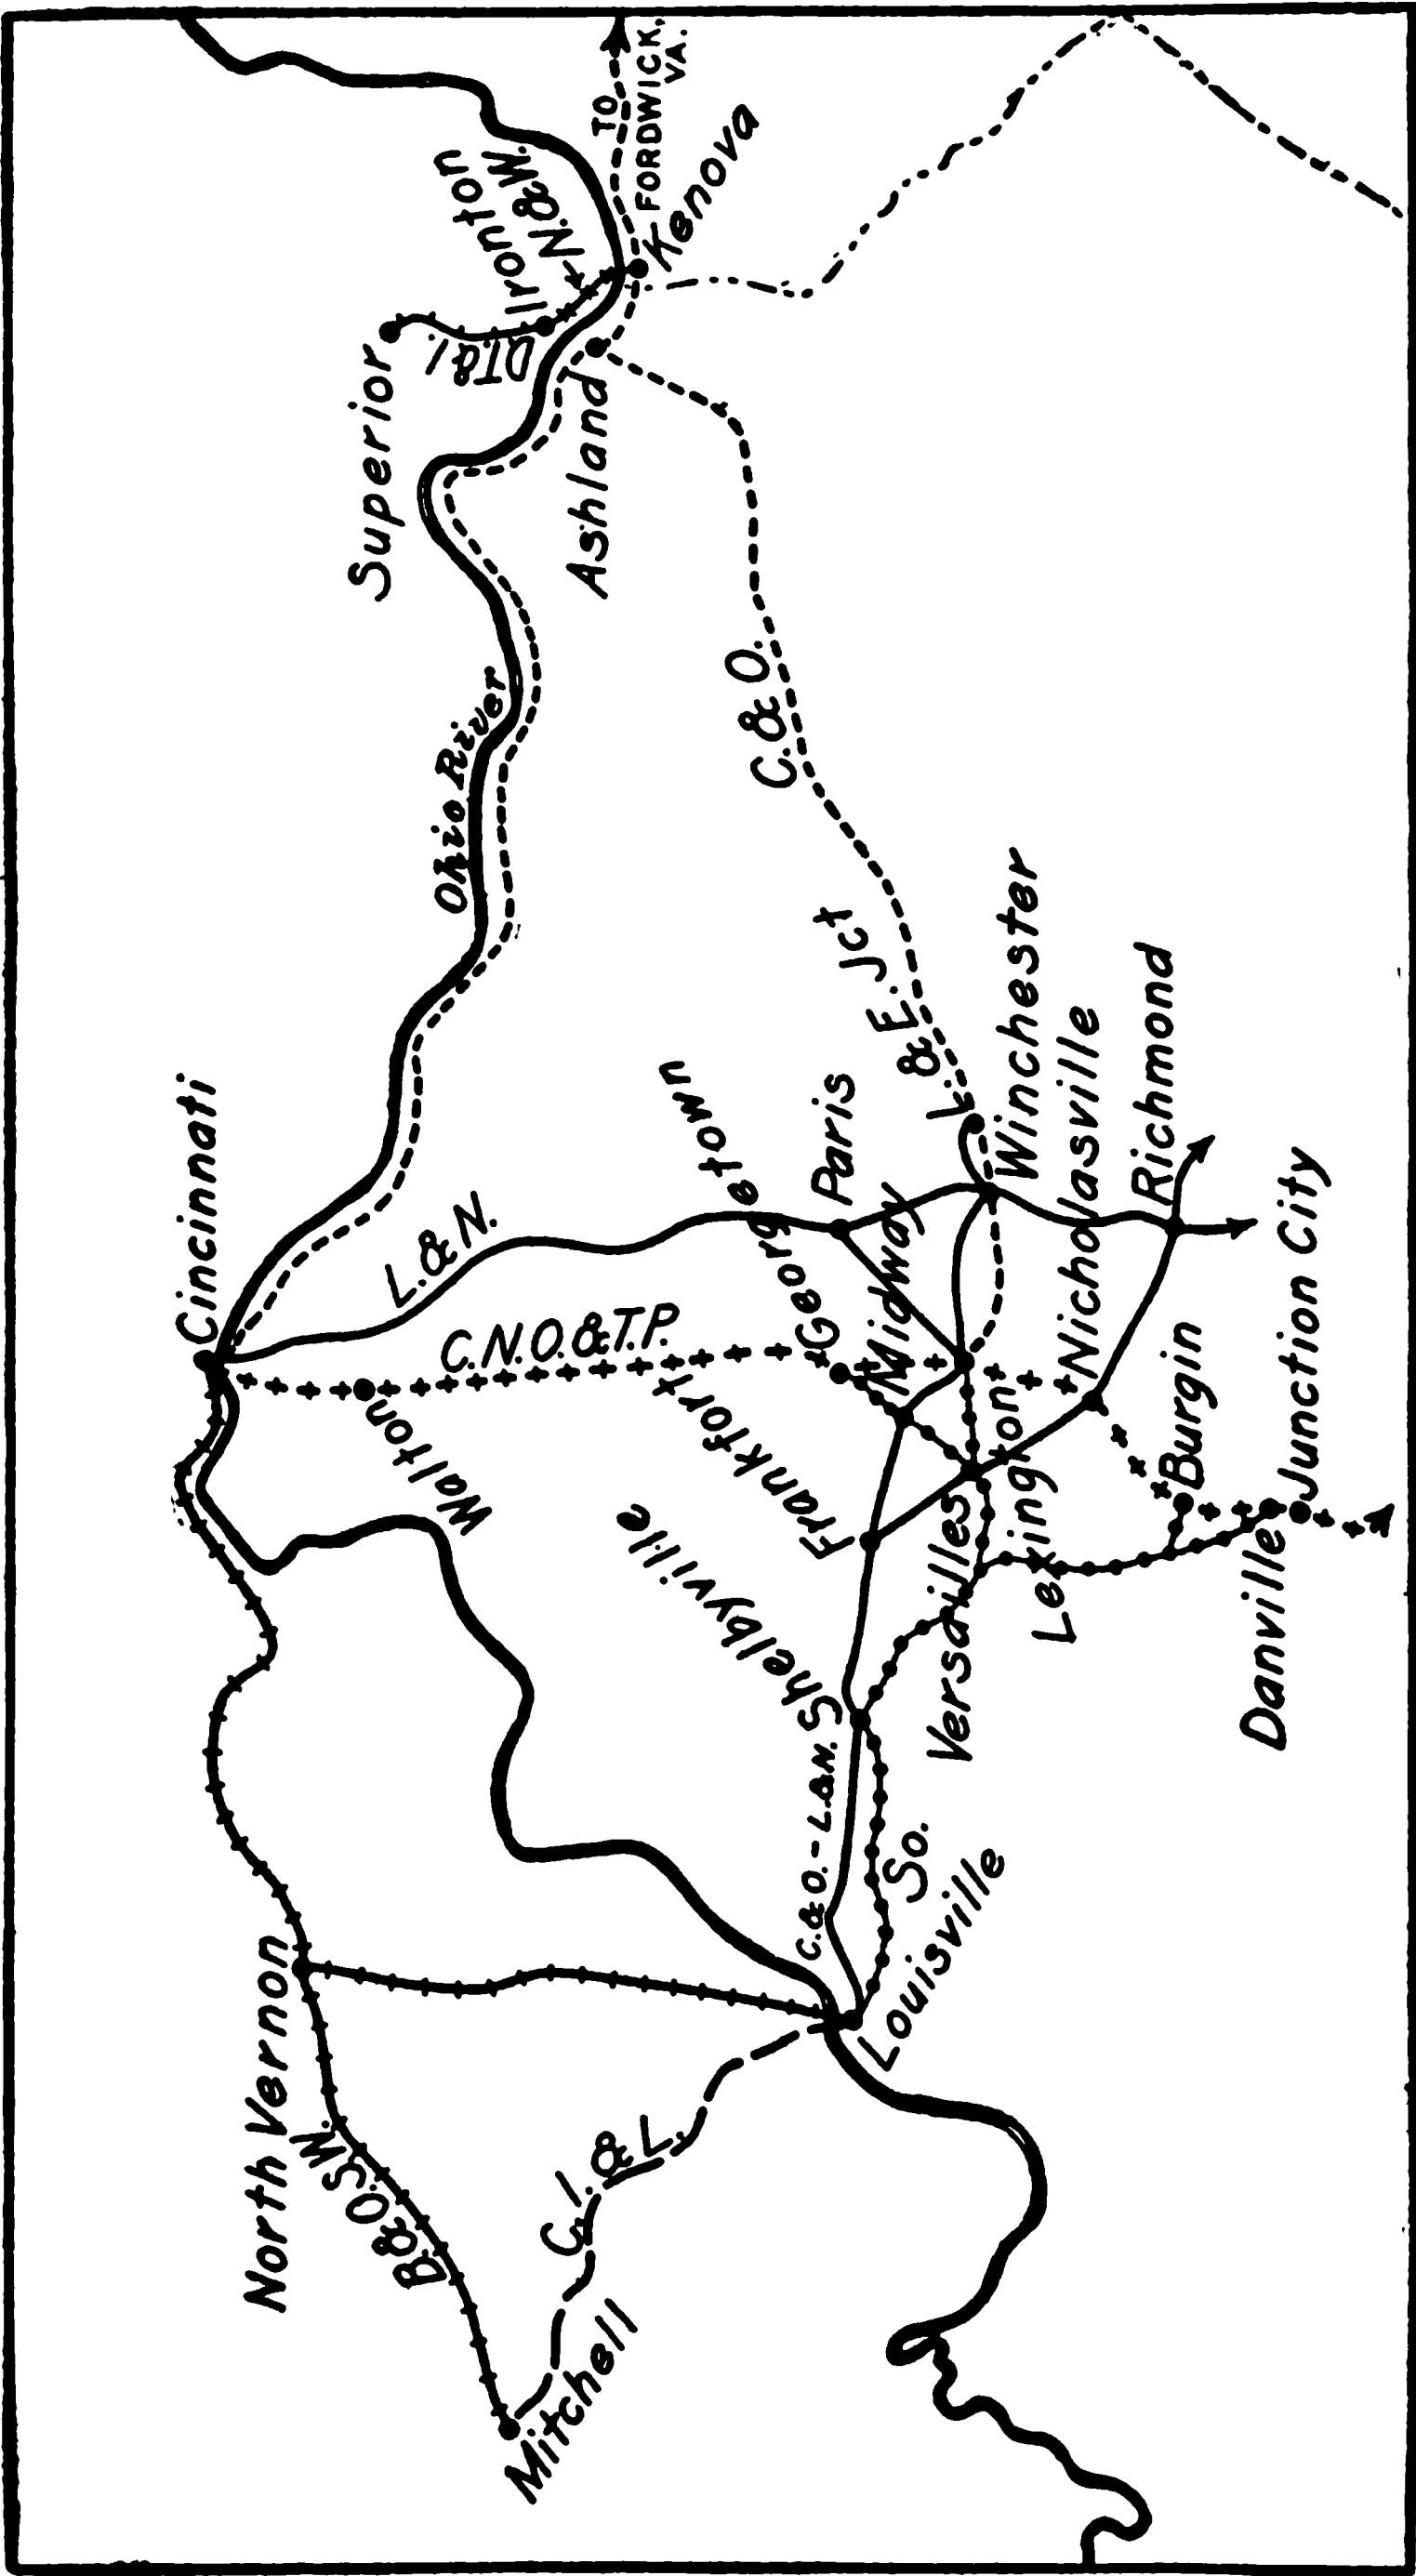 Cincinnati
North Vernon
B.&O.S.W.
Mitchell
C.I.&L.
Louisville
So.
C.&O.-L.&N.
Shelbyville
Frankfort
Walton
C.N.O.&T.P.
L.&N.
Georgetown
Midway
Paris
L.&E. Jct
Winchester
Versailles
Lexington
Nicholasville
Richmond
Burgin
Danville
Junction City
Ohio River
C.&O.
Superior
D.T.&I.
Ironton
N.&W.
Ashland
Kenova
TO
FORDWICK,
VA.